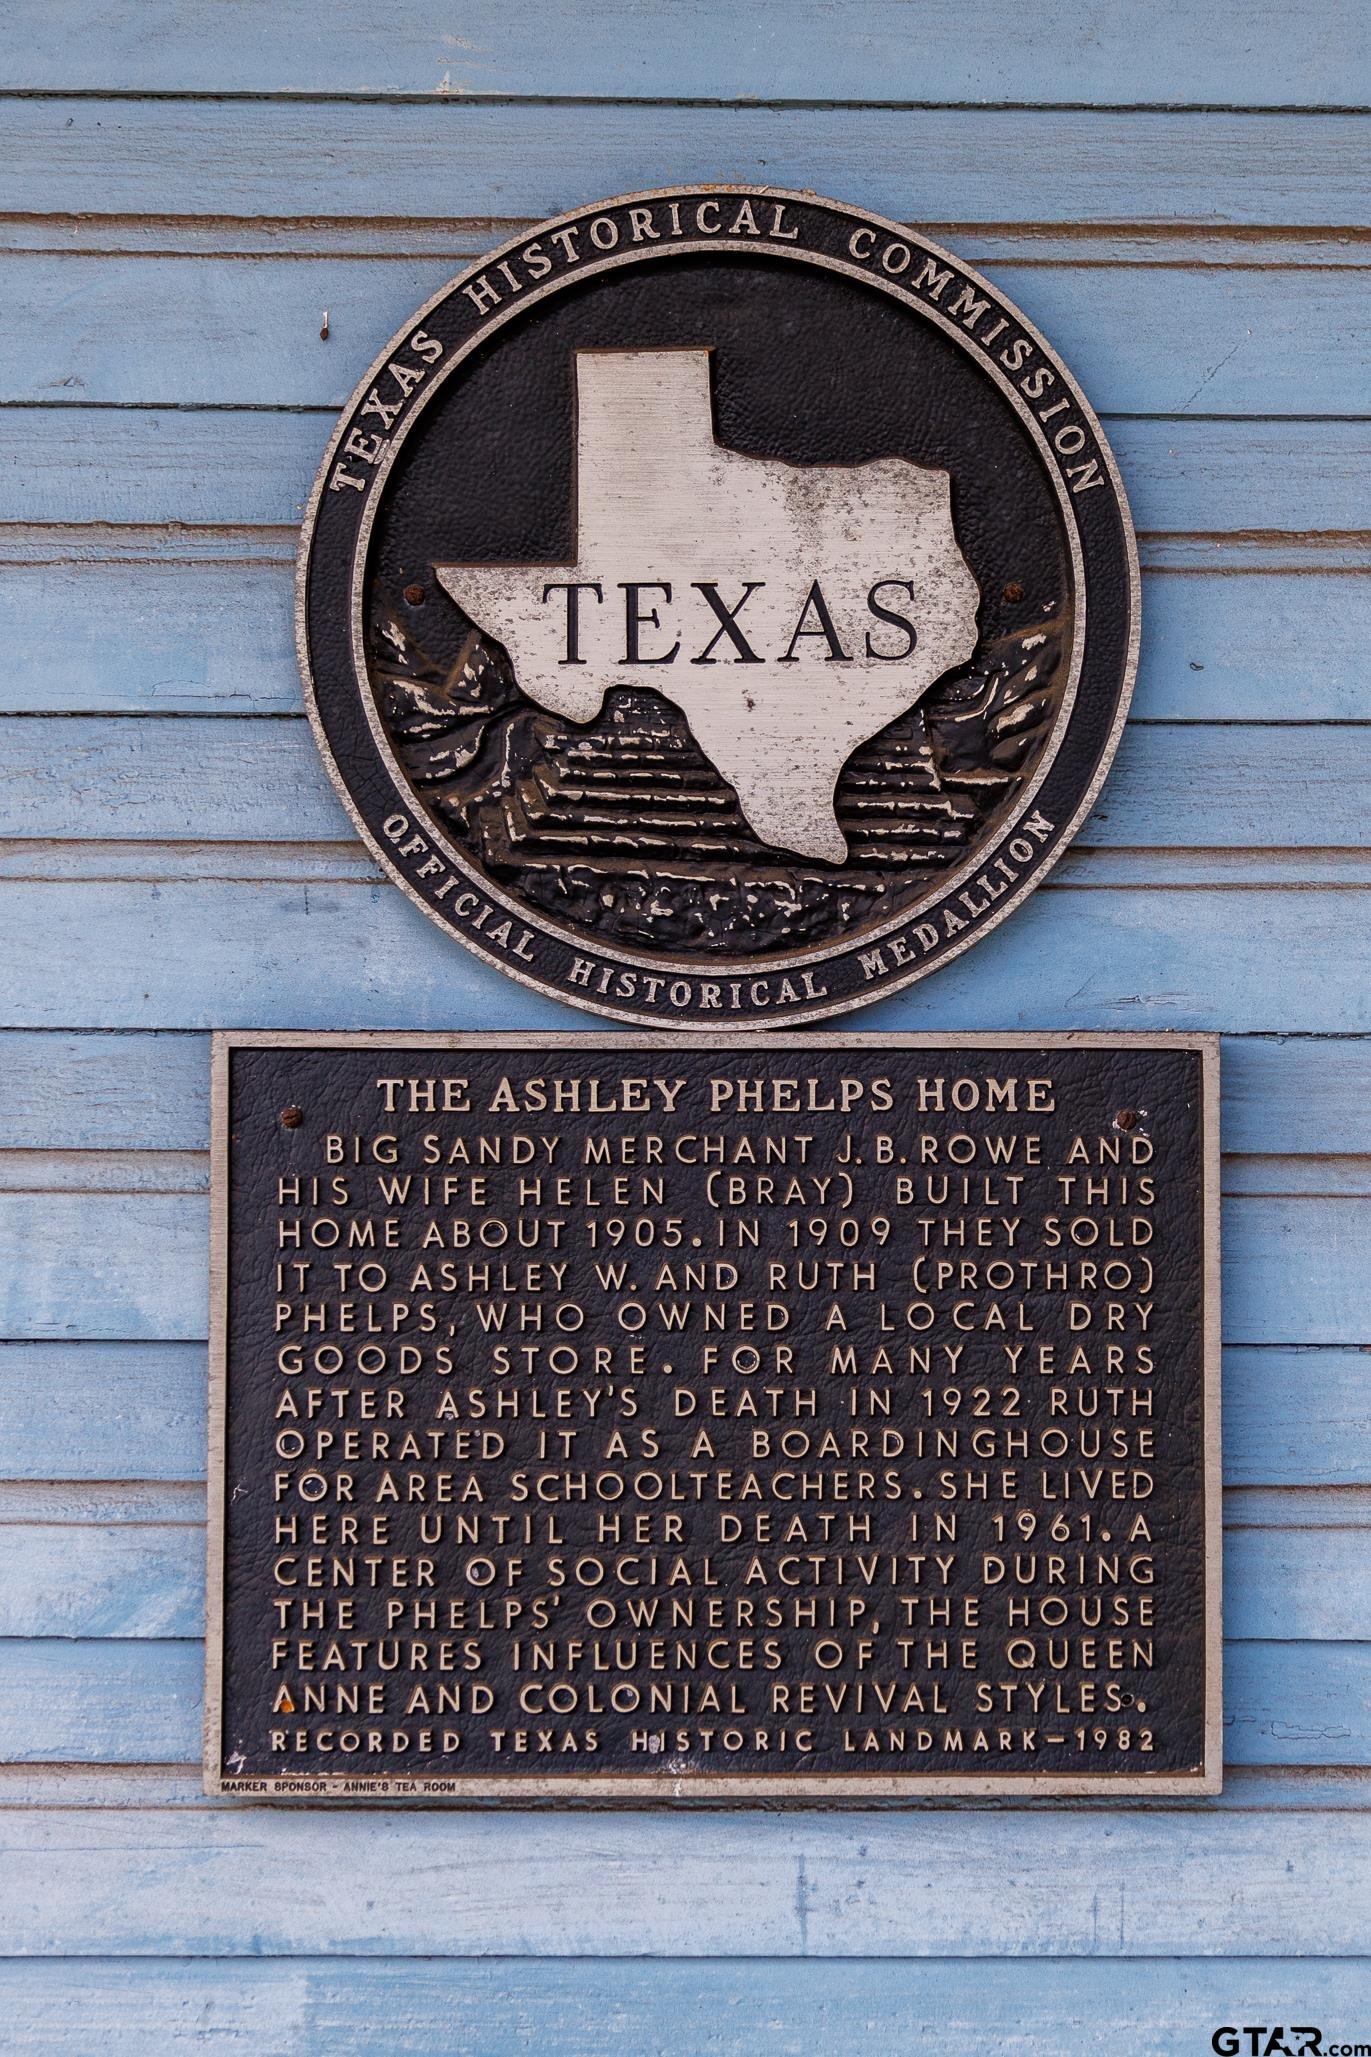 TEXAS HISTORICAL COMMISSION
TEXAS
OFFICIAL HISTORICAL MEDALLION
THE ASHLEY PHELPS HOME
BIG SANDY MERCHANT J. B. ROWE AND
HIS WIFE HELEN (BRAY) BUILT THIS
HOME ABOUT 1905. IN 1909 THEY SOLD
IT TO ASHLEY W. AND RUTH (PROTHRO)
PHELPS, WHO OWNED A LOCAL DRY
GOODS STORE. FOR MANY YEARS
AFTER ASHLEY'S DEATH IN 1922 RUTH
OPERATED IT AS A BOARDINGHOUSE
FOR AREA SCHOOLTEACHERS. SHE LIVED
HERE UNTIL HER DEATH IN 1961. A
CENTER OF SOCIAL ACTIVITY DURING
THE PHELPS' OWNERSHIP, THE HOUSE
FEATURES INFLUENCES OF THE QUEEN
ANNE AND COLONIAL REVIVAL STYLES.
RECORDED TEXAS HISTORIC LANDMARK—1982
MARKER SPONSOR - ANNIE'S TEA ROOM
GTAR.com